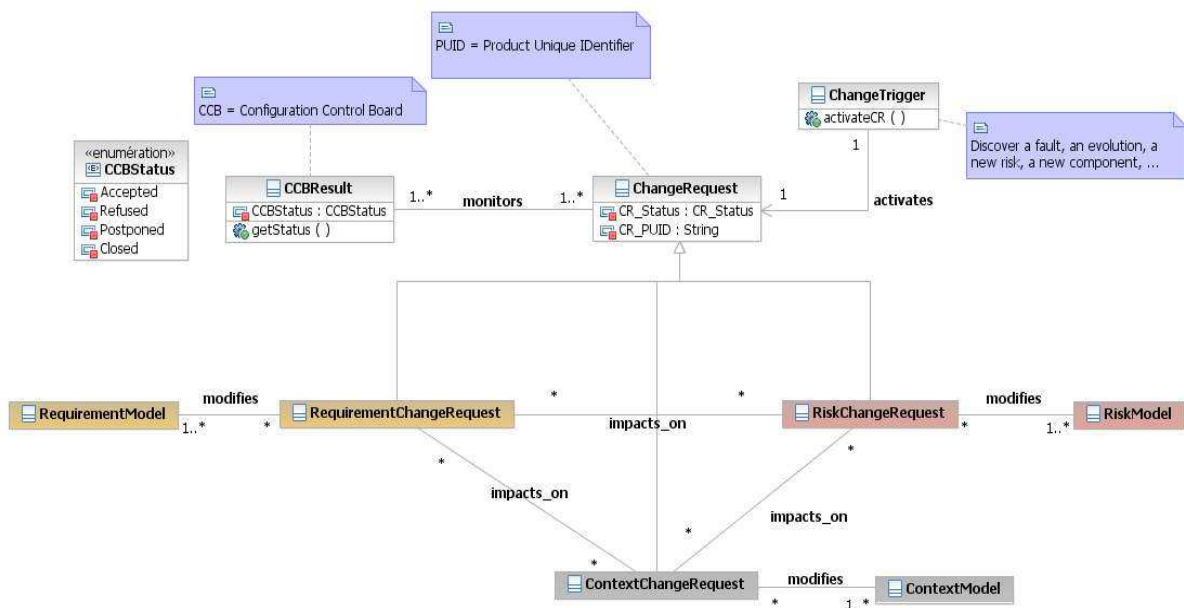 PUID = Product Unique IDentifier
CCB = Configuration Control Board
ChangeTrigger
activateCR ( )
Discover a fault, an evolution, a
new risk, a new component, ...
«enumération»
CCBStatus
Accepted
Refused
Postponed
Closed
CCBResult
CCBStatus : CCBStatus
getStatus ( )
1..*
monitors
1..*
ChangeRequest
CR_Status : CR_Status
CR_PUID : String
1
1
activates
RequirementModel
modifies
1..*
*
RequirementChangeRequest
*
impacts_on
*
RiskChangeRequest
modifies
*
1..*
RiskModel
*
impacts_on
*
*
impacts_on
*
ContextChangeRequest
modifies
*
1..*
ContextModel